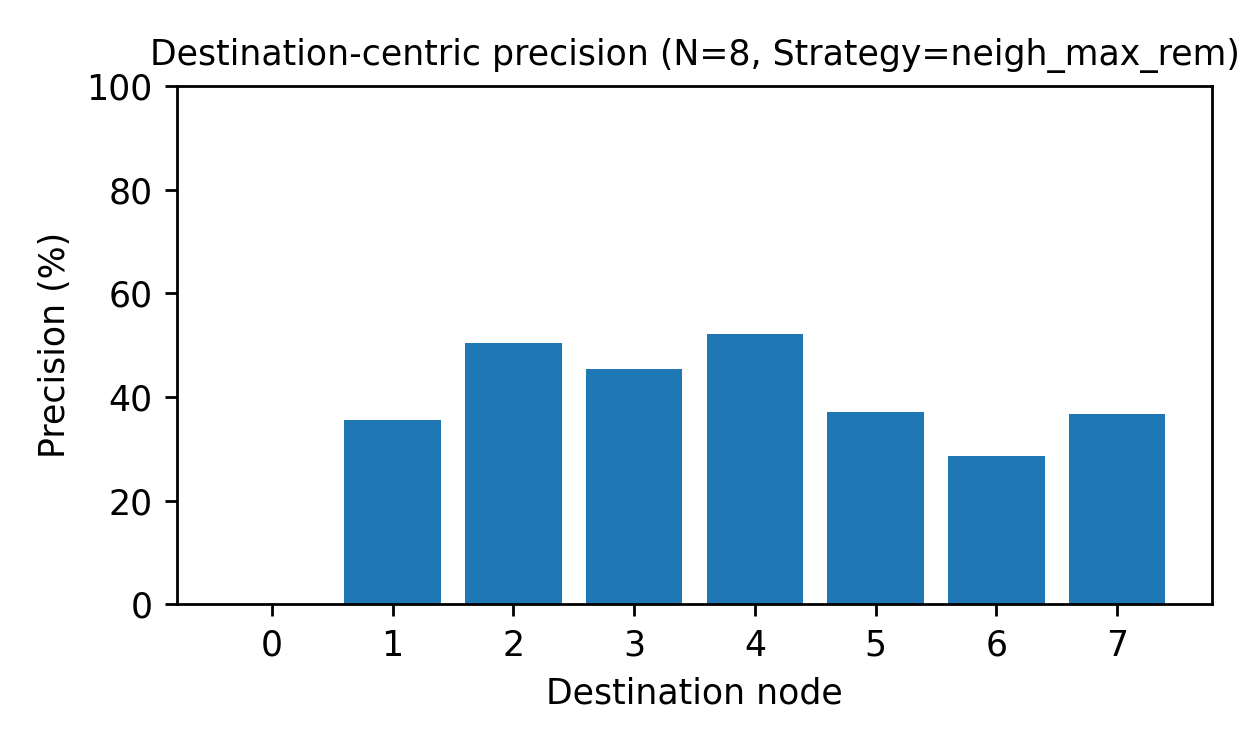 Destination-centric precision (N=8, Strategy=neigh_max_rem)
100
80
60
40
20
0
Precision (%)
0 1 2 3 4 5 6 7
Destination node